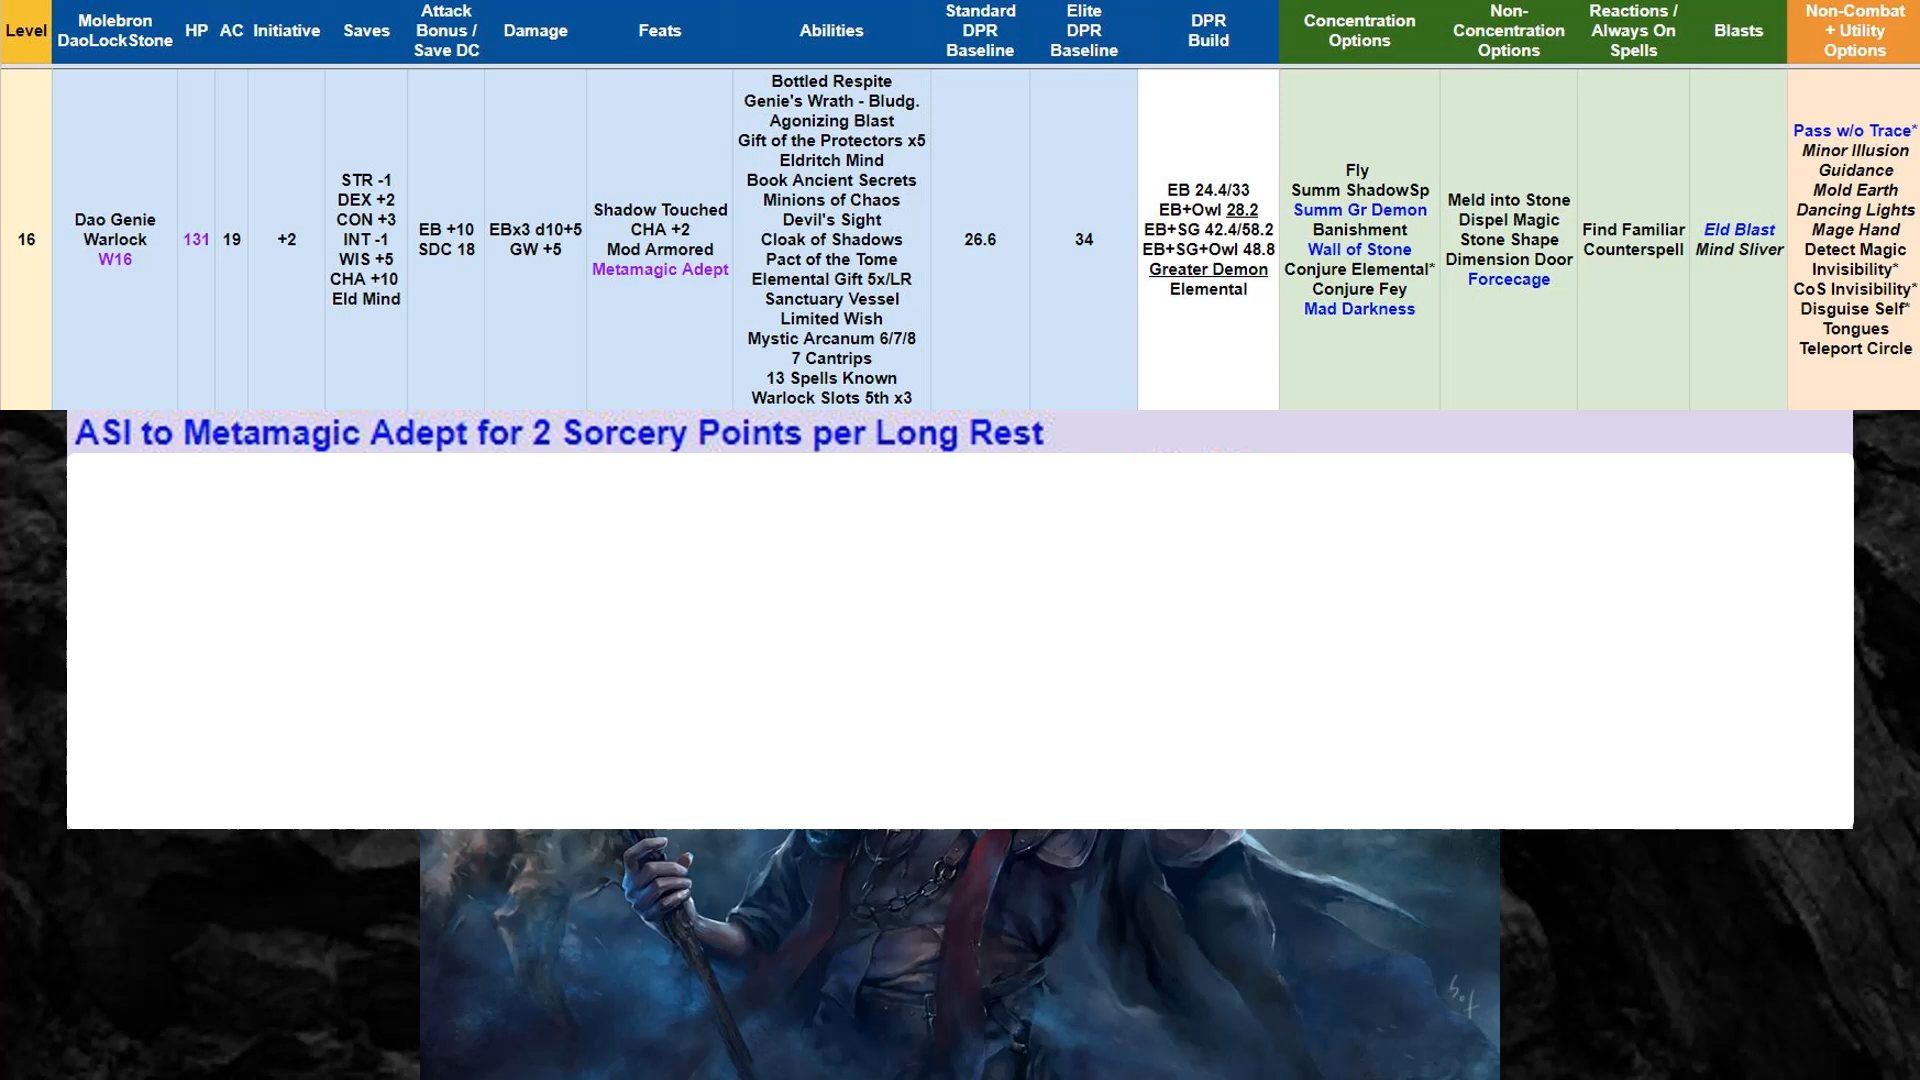 Level
Molebron
DaoLockStone
HP
AC
Initiative
Saves
Attack
Bonus /
Save DC
Damage
Feats
Abilities
Standard
DPR
Baseline
Elite
DPR
Baseline
DPR
Build
Concentration
Options
Non-
Concentration
Options
Reactions /
Always On
Spells
Blasts
Non-Combat
+ Utility
Options
16
Dao Genie
Warlock
W16
131
19
+2
STR -1
DEX +2
CON +3
INT -1
WIS +5
CHA +10
Eld Mind
EB +10
SDC 18
EBx3 d10+5
GW +5
Shadow Touched
CHA +2
Mod Armored
Metamagic Adept
Bottled Respite
Genie's Wrath - Bludg.
Agonizing Blast
Gift of the Protectors x5
Eldritch Mind
Book Ancient Secrets
Minions of Chaos
Devil's Sight
Cloak of Shadows
Pact of the Tome
Elemental Gift 5x/LR
Sanctuary Vessel
Limited Wish
Mystic Arcanum 6/7/8
7 Cantrips
13 Spells Known
Warlock Slots 5th x3
26.6
34
EB 24.4/33
EB+Owl 28.2
EB+SG 42.4/58.2
EB+SG+Owl 48.8
Greater Demon
Elemental
Fly
Summ ShadowSp
Summ Gr Demon
Banishment
Wall of Stone
Conjure Elemental*
Conjure Fey
Mad Darkness
Meld into Stone
Dispel Magic
Stone Shape
Dimension Door
Forcecage
Find Familiar
Counterspell
Eld Blast
Mind Sliver
Pass w/o Trace*
Minor Illusion
Guidance
Mold Earth
Dancing Lights
Mage Hand
Detect Magic
Invisibility*
CoS Invisibility*
Disguise Self*
Tongues
Teleport Circle
ASI to Metamagic Adept for 2 Sorcery Points per Long Rest